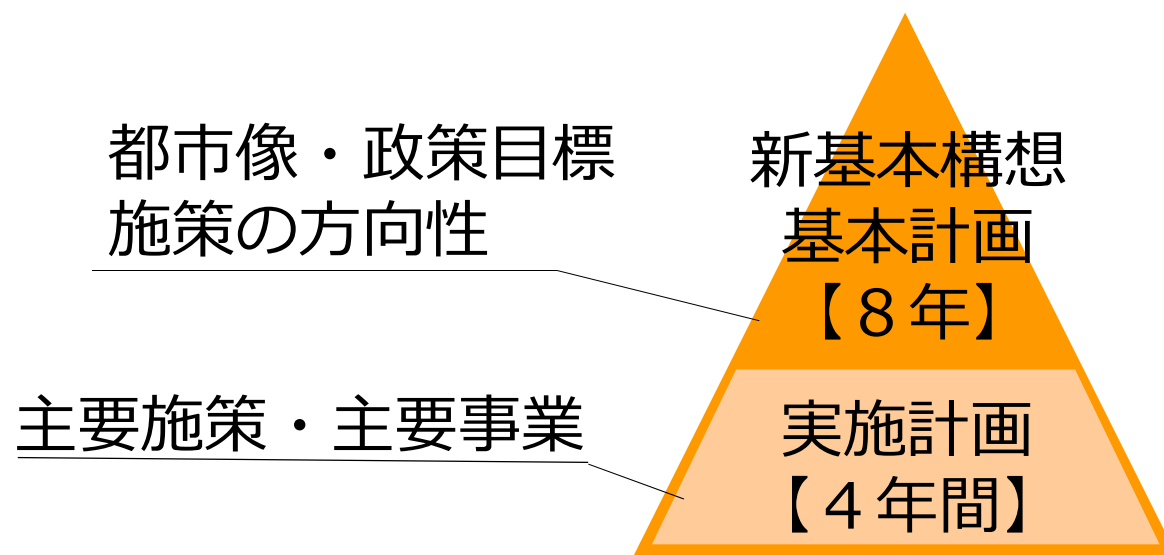 都市像・政策目標
施策の方向性
新基本構想
基本計画
【８年】
主要施策・主要事業
実施計画
【４年間】